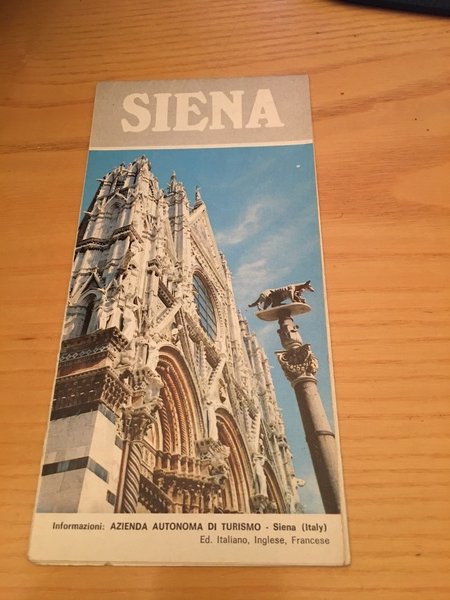 SIENA
Informazioni: AZIENDA AUTONOMA DI TURISMO - Siena (Italy)
Ed. Italiano, Inglese, Francese